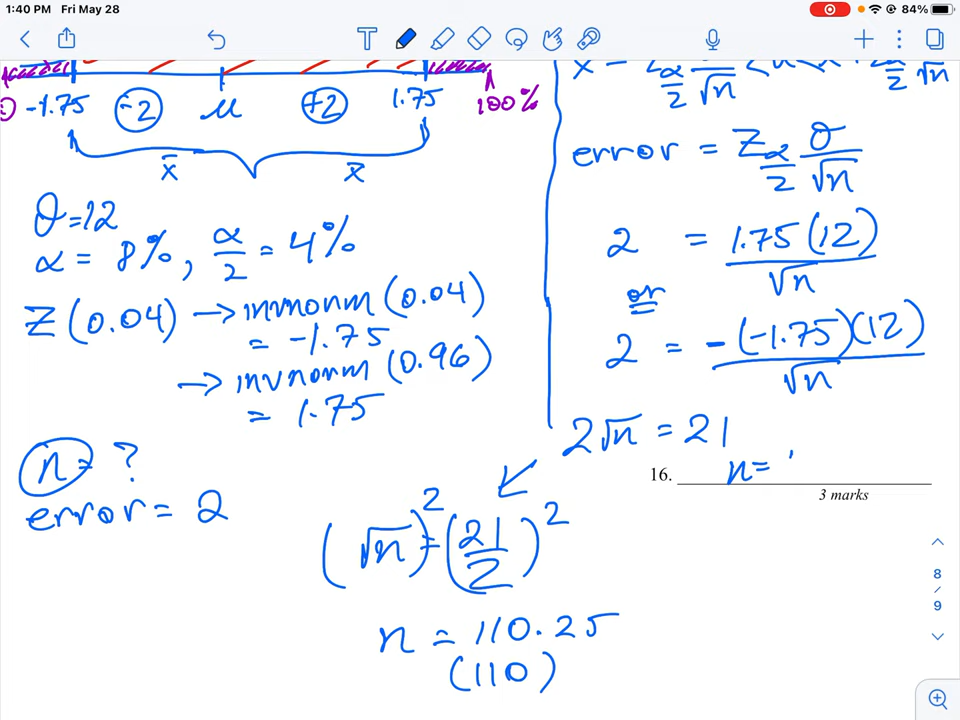 1:40 PM Fri May 28
84%
-1.75 -2 μ +2 1.75 100%
x̄ x̄
θ=12
α = 8%, α/2 = 4%
Z(0.04) → invnorm(0.04)
= -1.75
→ invnorm(0.96)
= 1.75
n = ?
error = 2
(√n)² = (21/2)²
n = 110.25
(110)
error = Z α/2 σ/√n
2 = 1.75(12)/√n
or
2 = -(-1.75)(12)/√n
2√n = 21
16. n =
3 marks
8
/
9